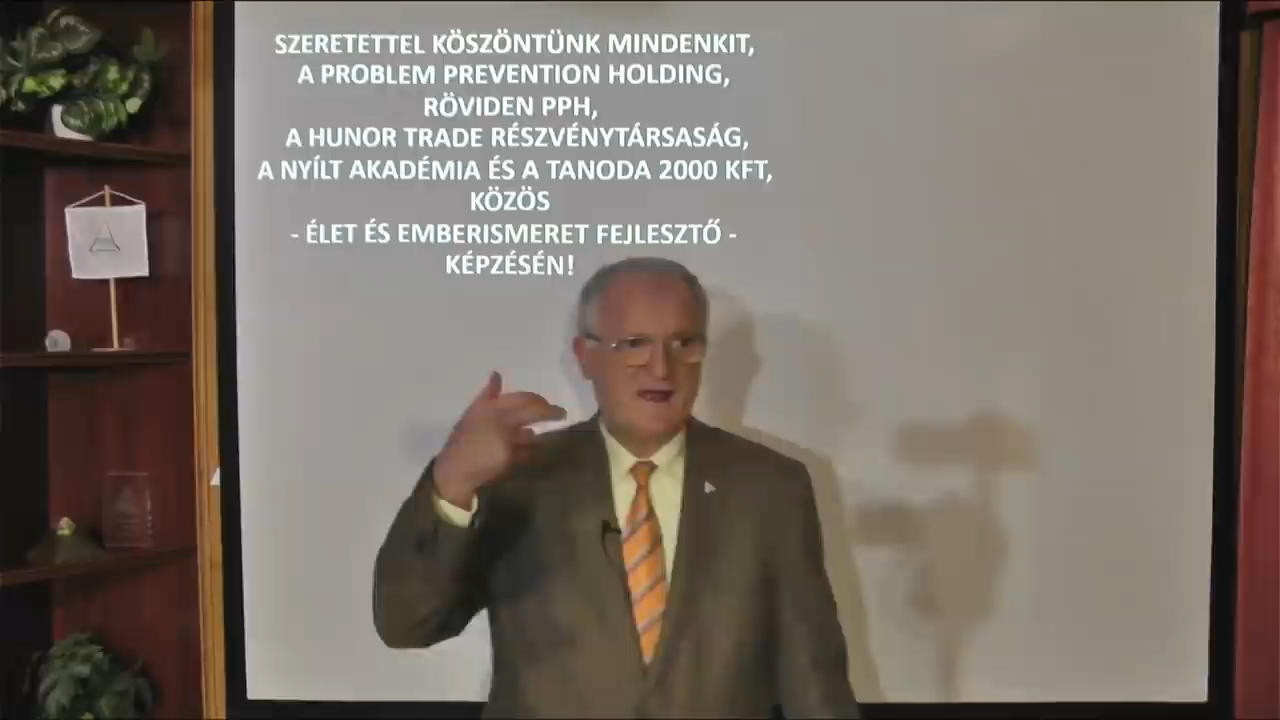 SZERETETTEL KÖSZÖNTÜNK MINDENKIT,
A PROBLEM PREVENTION HOLDING,
RÖVIDEN PPH,
A HUNOR TRADE RÉSZVÉNYTÁRSASÁG,
A NYÍLT AKADÉMIA ÉS A TANODA 2000 KFT,
KÖZÖS
- ÉLET ÉS EMBERISMERET FEJLESZTŐ -
KÉPZÉSÉN!